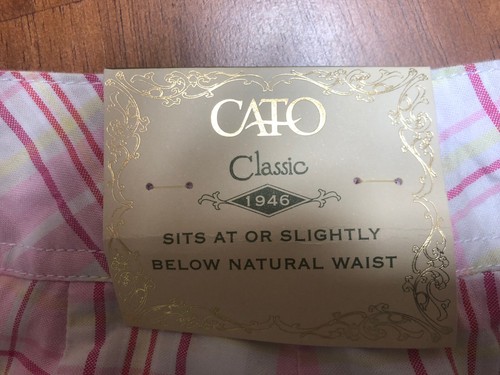 CATO
Classic
1946
SITS AT OR SLIGHTLY
BELOW NATURAL WAIST